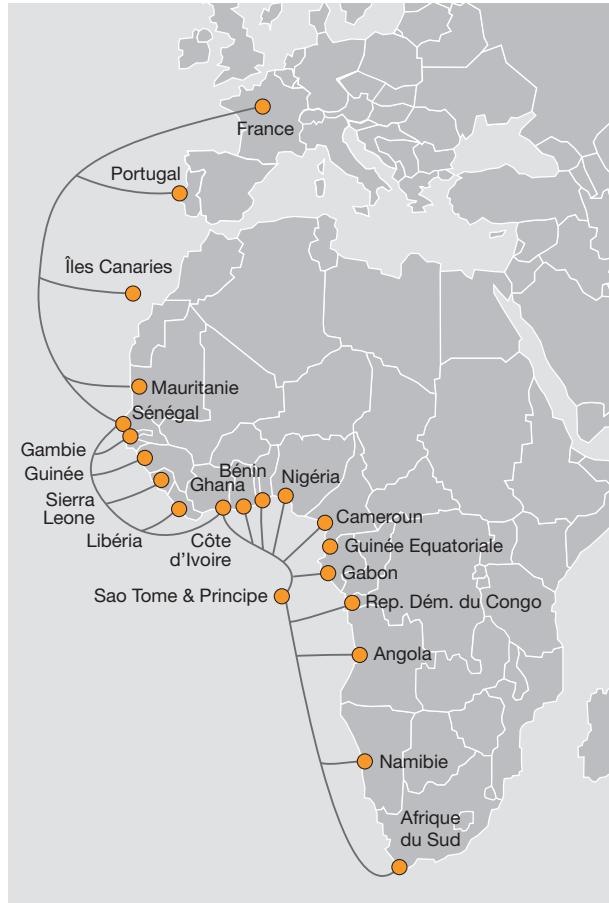 France
Portugal
Îles Canaries
Mauritanie
Sénégal
Gambie
Guinée
Sierra
Leone
Libéria
Côte
d'Ivoire
Ghana
Bénin
Nigéria
Cameroun
Guinée Equatoriale
Gabon
Sao Tome & Principe
Rep. Dém. du Congo
Angola
Namibie
Afrique
du Sud